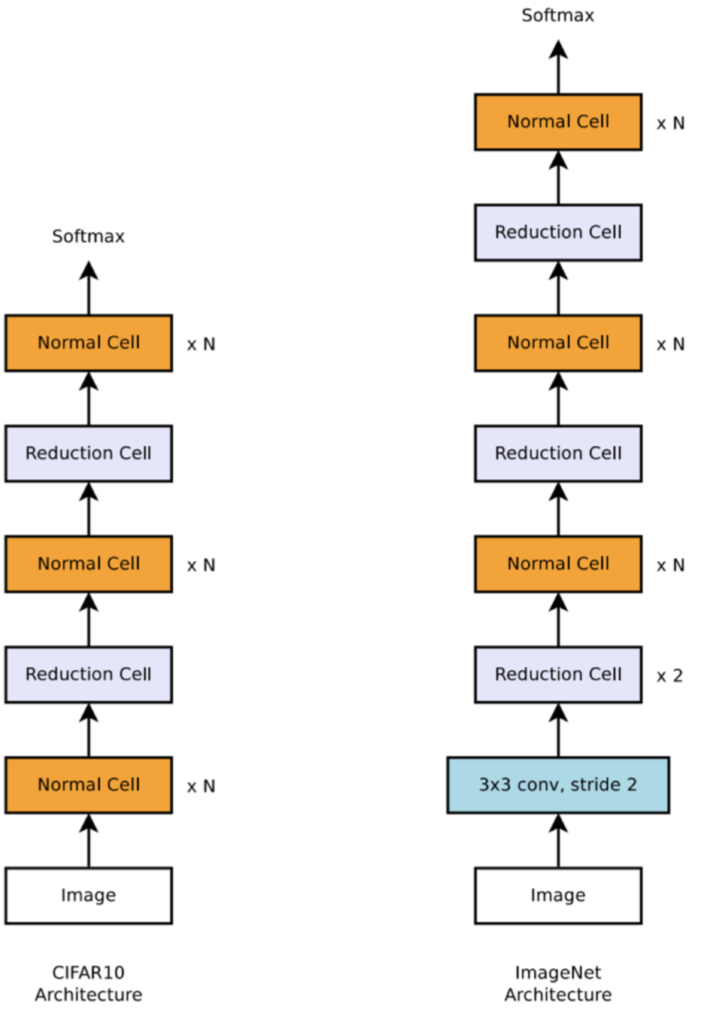 Softmax
Normal Cell
x N
Reduction Cell
Normal Cell
x N
Reduction Cell
Normal Cell
x N
Image
CIFAR10
Architecture
Softmax
Normal Cell
x N
Reduction Cell
Normal Cell
x N
Reduction Cell
Normal Cell
x N
Reduction Cell
x 2
3x3 conv, stride 2
Image
ImageNet
Architecture